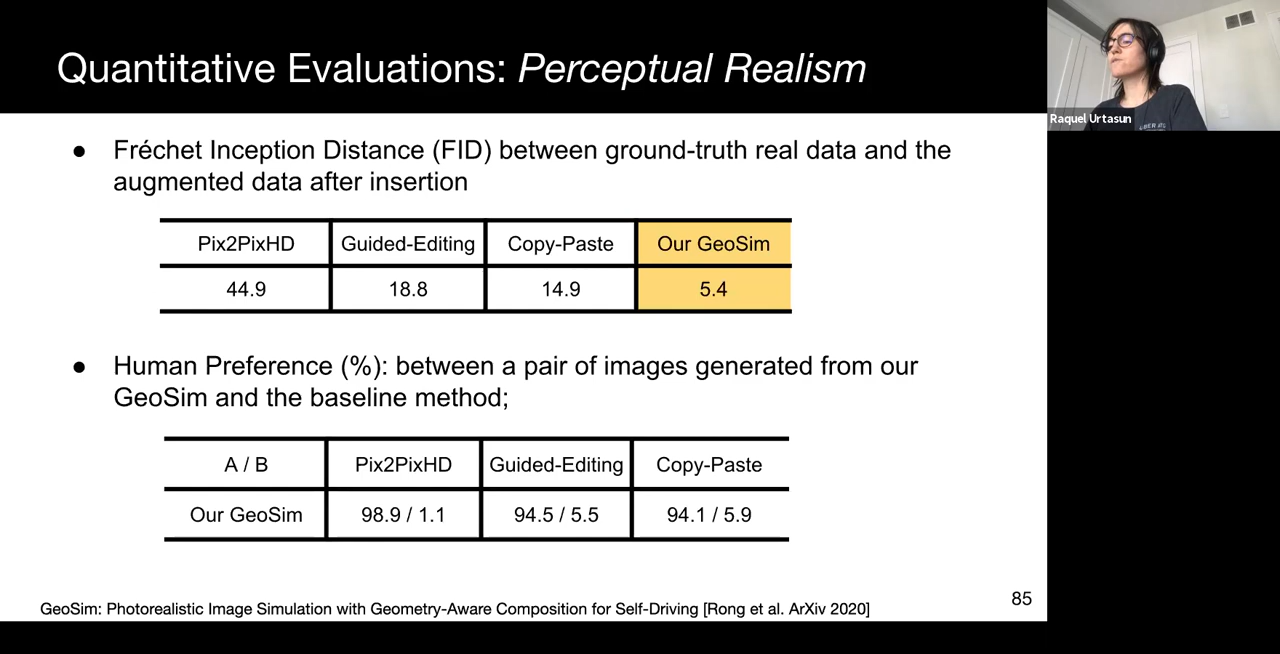 Quantitative Evaluations: Perceptual Realism
Raquel Urtasun
● Fréchet Inception Distance (FID) between ground-truth real data and the
augmented data after insertion
Pix2PixHD Guided-Editing Copy-Paste Our GeoSim
44.9 18.8 14.9 5.4
● Human Preference (%): between a pair of images generated from our
GeoSim and the baseline method;
A / B Pix2PixHD Guided-Editing Copy-Paste
Our GeoSim 98.9 / 1.1 94.5 / 5.5 94.1 / 5.9
85
GeoSim: Photorealistic Image Simulation with Geometry-Aware Composition for Self-Driving [Rong et al. ArXiv 2020]